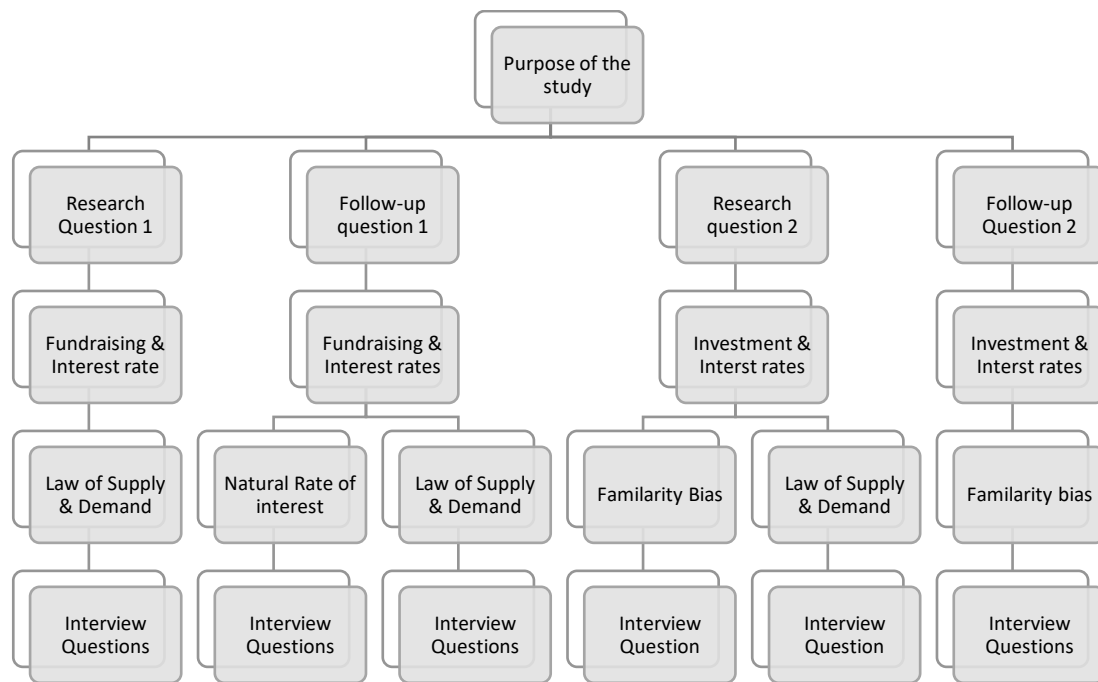 Purpose of the
study
Research
Question 1
Follow-up
question 1
Research
question 2
Follow-up
Question 2
Fundraising &
Interest rate
Fundraising &
Interest rates
Investment &
Interst rates
Investment &
Interst rates
Law of Supply
& Demand
Natural Rate of
interest
Law of Supply
& Demand
Familarity Bias
Law of Supply
& Demand
Familarity bias
Interview
Questions
Interview
Questions
Interview
Questions
Interview
Question
Interview
Question
Interview
Questions